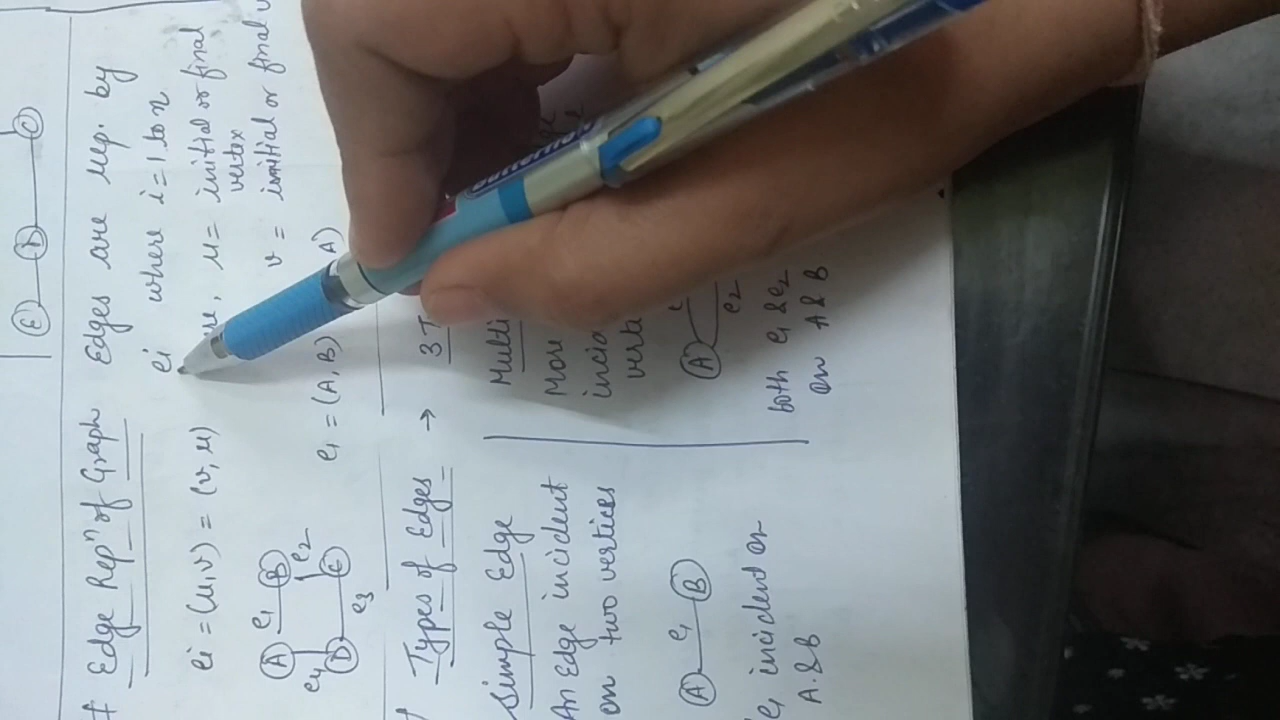 E B C
# Edge Repⁿ of Graph Edges are rep. by
ei where i=1 to n
ei = (u,v) = (v,u)
u = initial or final
vertex
v = initial or final v
A e1 B
e4 e2
D e3 C
e1 = (A,B) A)
Types of Edges → 3 T
Simple Edge
An Edge incident
on two vertices
A e1 B
e1 incident on
A & B
Multi
More
incid
verte
A
e2
both e1 & e2
on A & B